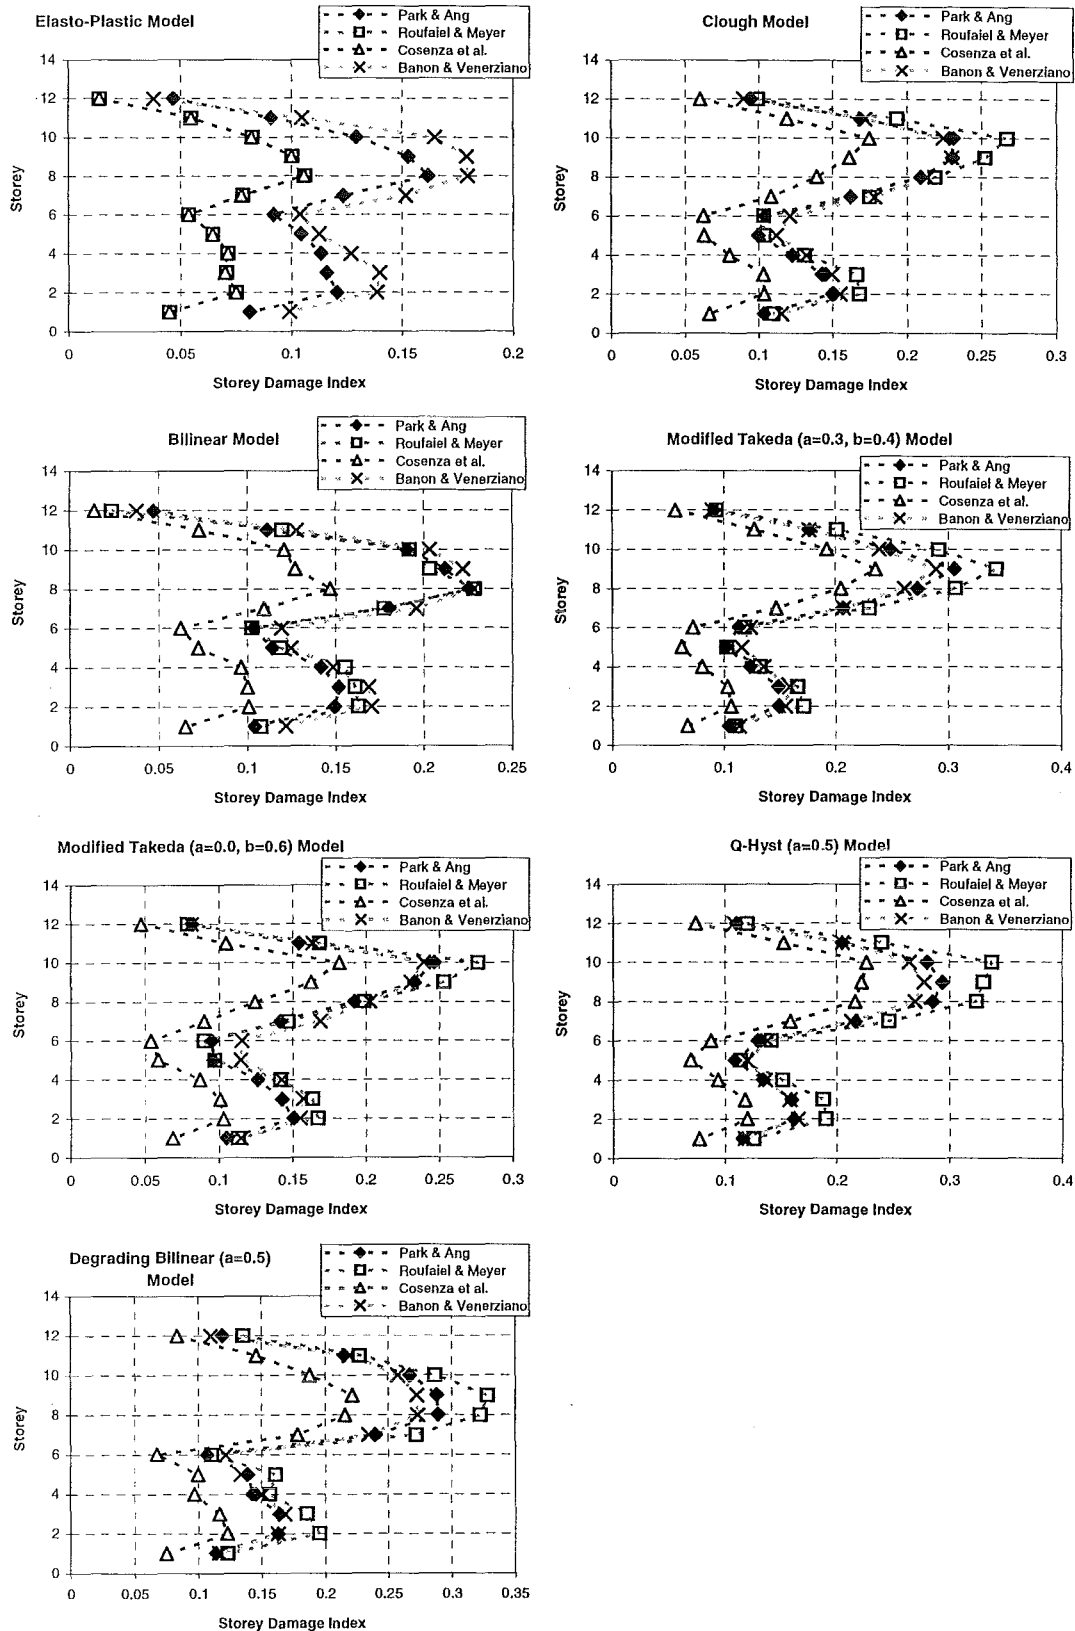 Elasto-Plastic Model
Park & Ang
Roufaiel & Meyer
Cosenza et al.
Banon & Venerziano
14
12
10
8
6
4
2
0
Storey
0
0.05
0.1
0.15
0.2
Storey Damage Index
Clough Model
Park & Ang
Roufaiel & Meyer
Cosenza et al.
Banon & Venerziano
14
12
10
8
6
4
2
0
Storey
0
0.05
0.1
0.15
0.2
0.25
0.3
Storey Damage Index
Bilinear Model
Park & Ang
Roufaiel & Meyer
Cosenza et al.
Banon & Venerziano
14
12
10
8
6
4
2
0
Storey
0
0.05
0.1
0.15
0.2
0.25
Storey Damage Index
Modified Takeda (a=0.3, b=0.4) Model
Park & Ang
Roufaiel & Meyer
Cosenza et al.
Banon & Venerziano
14
12
10
8
6
4
2
0
Storey
0
0.1
0.2
0.3
0.4
Storey Damage Index
Modified Takeda (a=0.0, b=0.6) Model
Park & Ang
Roufaiel & Meyer
Cosenza et al.
Banon & Venerziano
14
12
10
8
6
4
2
0
Storey
0
0.05
0.1
0.15
0.2
0.25
0.3
Storey Damage Index
Q-Hyst (a=0.5) Model
Park & Ang
Roufaiel & Meyer
Cosenza et al.
Banon & Venerziano
14
12
10
8
6
4
2
0
Storey
0
0.1
0.2
0.3
0.4
Storey Damage Index
Degrading Bilinear (a=0.5)
Model
Park & Ang
Roufaiel & Meyer
Cosenza et al.
Banon & Venerziano
14
12
10
8
6
4
2
0
Storey
0
0.05
0.1
0.15
0.2
0.25
0.3
0.35
Storey Damage Index